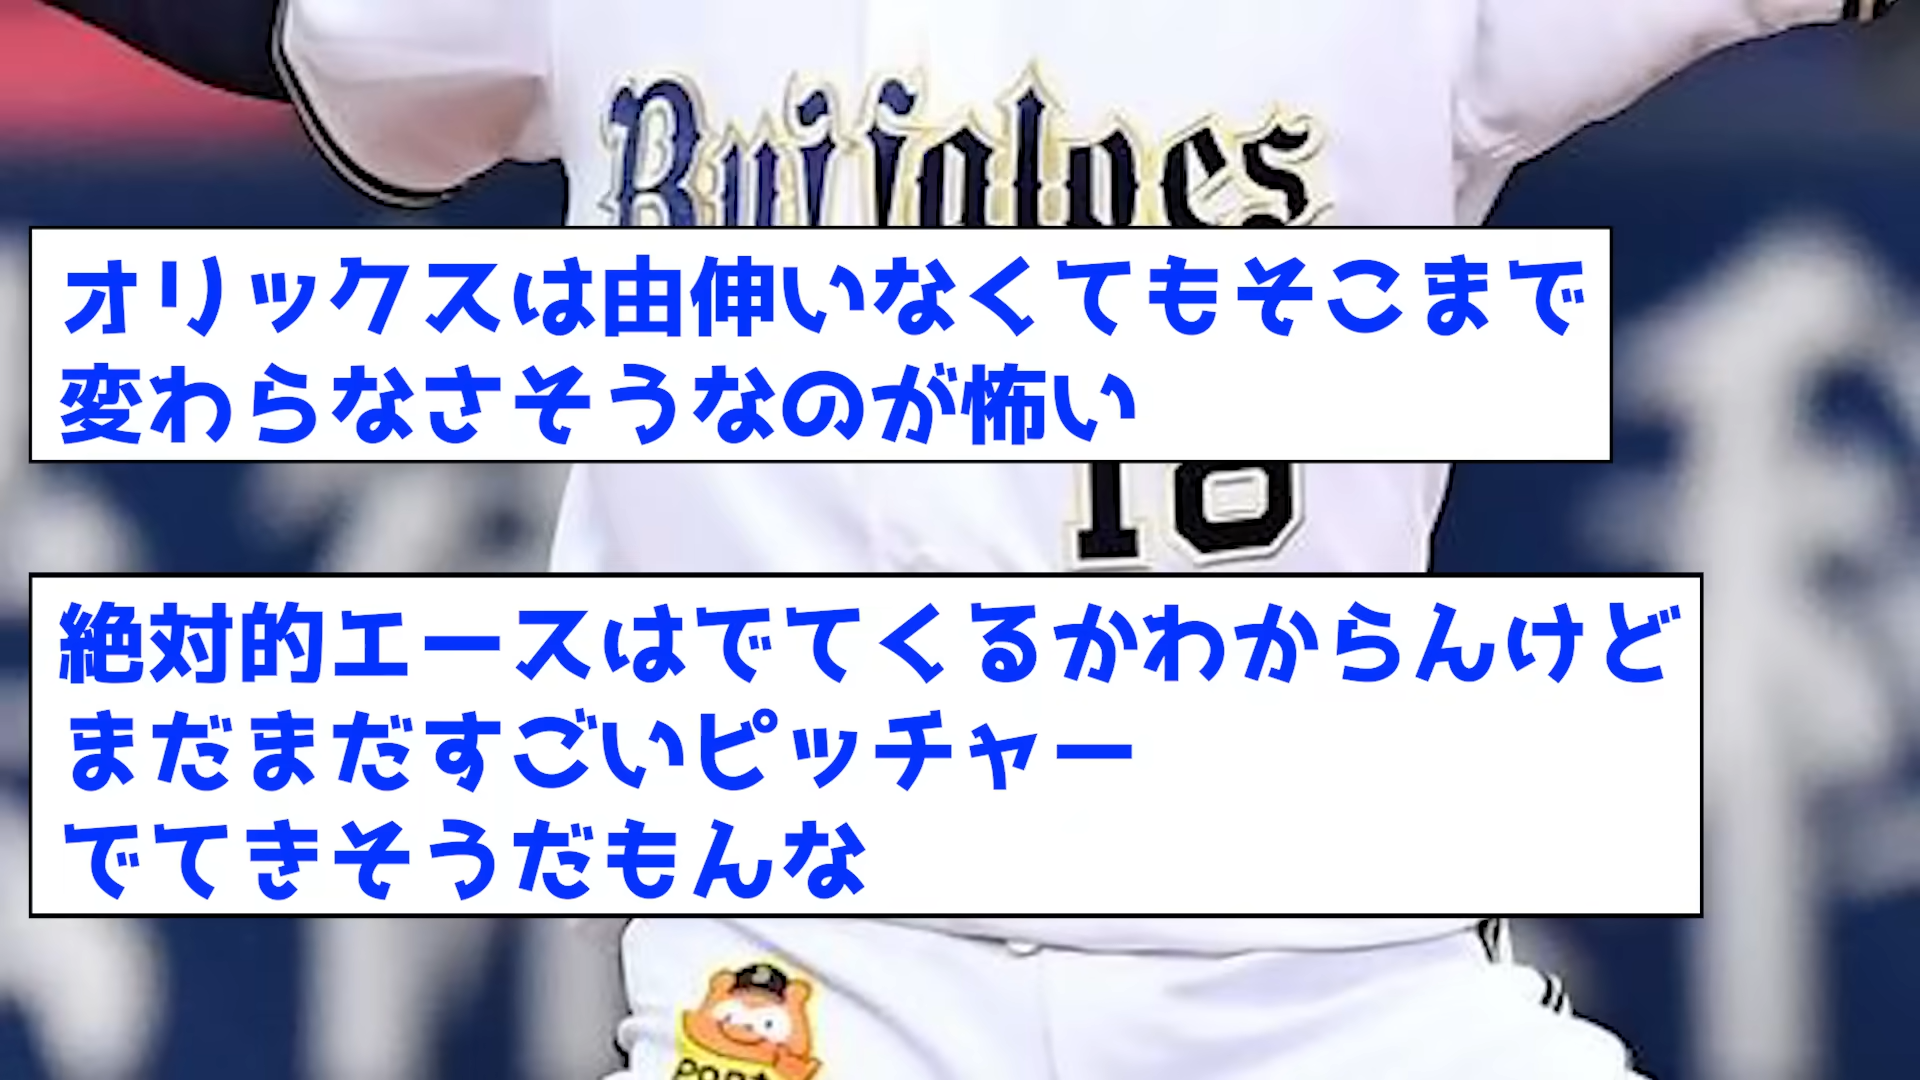 Buffaloes
オリックスは由伸いなくてもそこまで
変わらなさそうなのが怖い
18
絶対的エースはでてくるかわからんけど
まだまだすごいピッチャー
でてきそうだもんな